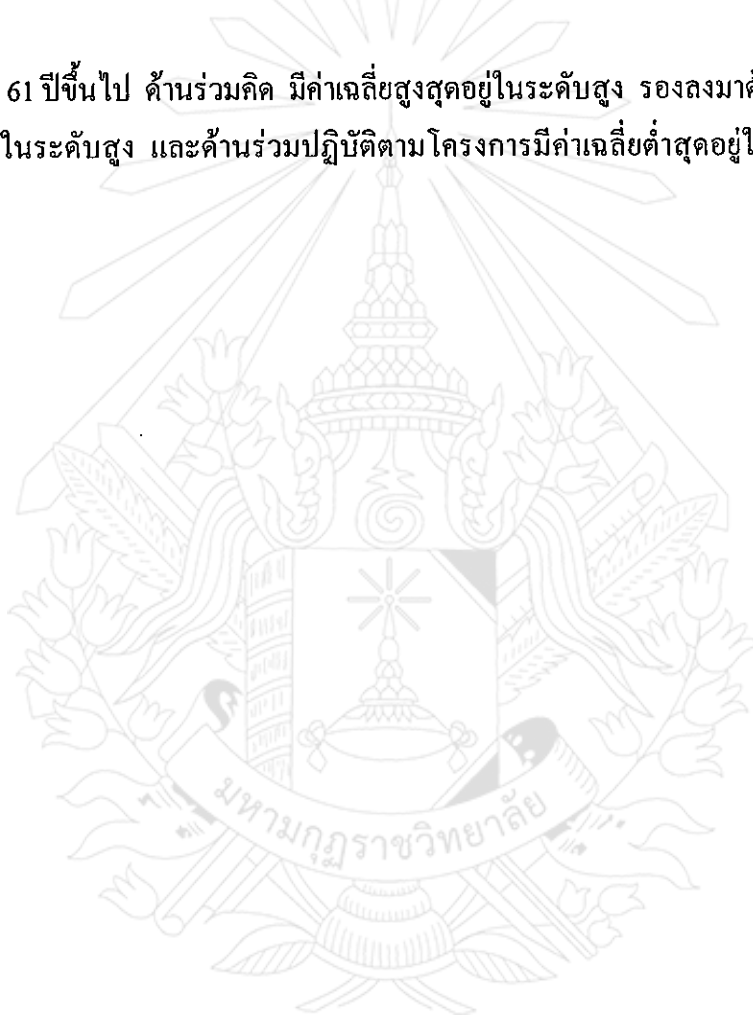 61 ปีขึ้นไป ด้านร่วมคิด มีค่าเฉลี่ยสูงสุดอยู่ในระดับสูง รองลงมา
ในระดับสูง และด้านร่วมปฏิบัติตามโครงการมีค่าเฉลี่ยต่ำสุดอยู่
มหามกุฏราชวิทยาลัย